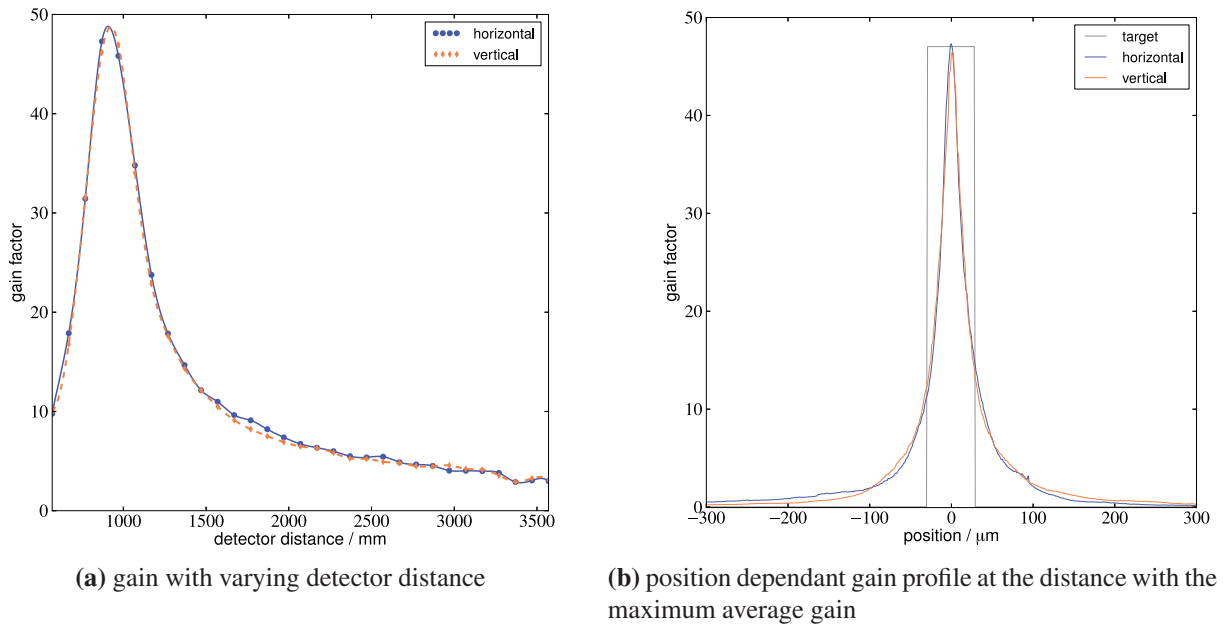 50
40
30
20
10
0
gain factor
horizontal
vertical
1000 1500 2000 2500 3000 3500
detector distance / mm
(a) gain with varying detector distance
50
40
30
20
10
0
gain factor
target
horizontal
vertical
−300 −200 −100 0 100 200 300
position / μm
(b) position dependant gain profile at the distance with the
maximum average gain